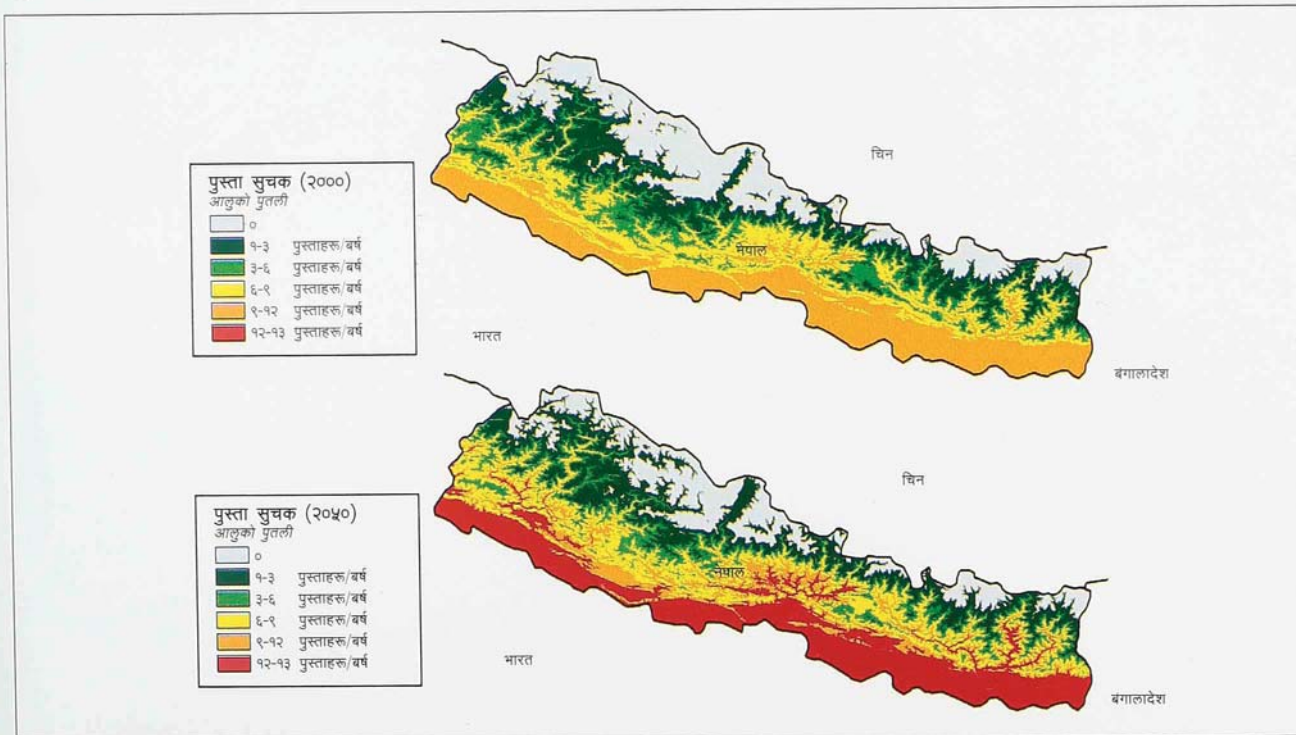 पुस्ता सुचक (२०००)
आलुको पुतली
०
१-३ पुस्ताहरू/बर्ष
३-६ पुस्ताहरू/बर्ष
६-९ पुस्ताहरू/बर्ष
९-१२ पुस्ताहरू/बर्ष
१२-१३ पुस्ताहरू/बर्ष
चिन
नेपाल
भारत
बंगालादेश
पुस्ता सुचक (२०५०)
आलुको पुतली
०
१-३ पुस्ताहरू/बर्ष
३-६ पुस्ताहरू/बर्ष
६-९ पुस्ताहरू/बर्ष
९-१२ पुस्ताहरू/बर्ष
१२-१३ पुस्ताहरू/बर्ष
चिन
नेपाल
भारत
बंगालादेश